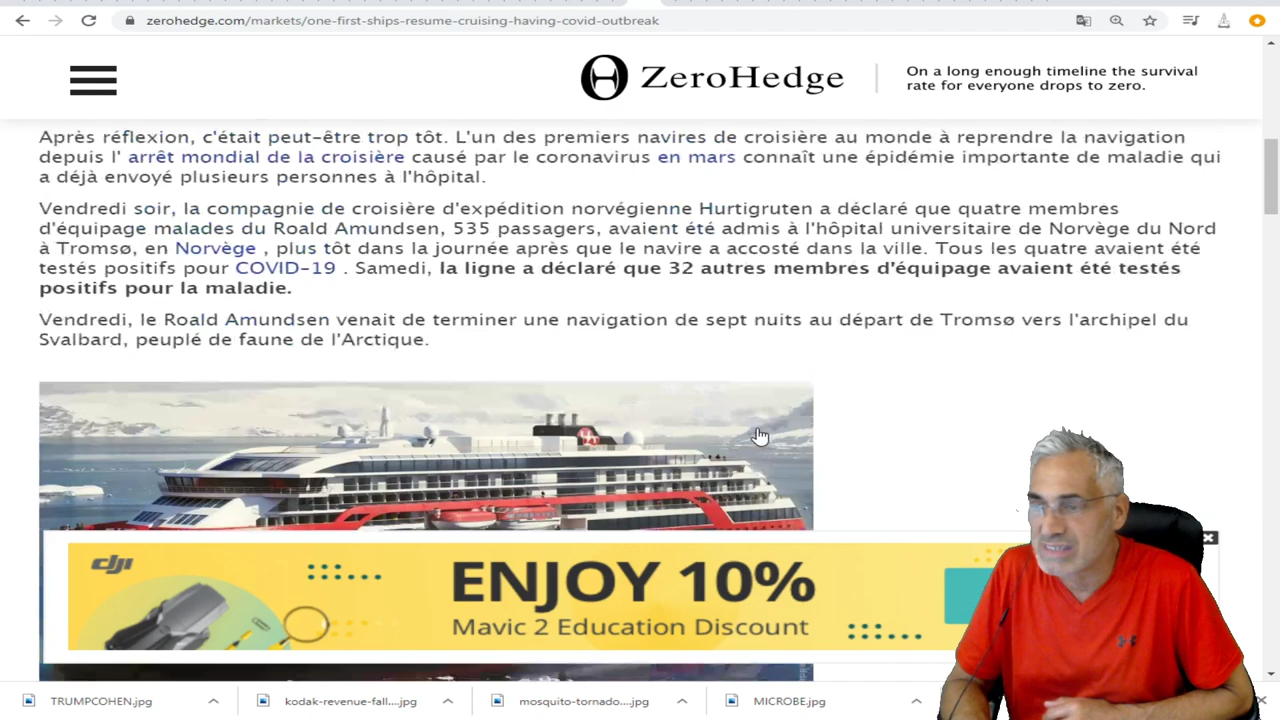 zerohedge.com/markets/one-first-ships-resume-cruising-having-covid-outbreak
ZeroHedge
On a long enough timeline the survival
rate for everyone drops to zero.
Après réflexion, c'était peut-être trop tôt. L'un des premiers navires de croisière au monde à reprendre la navigation
depuis l' arrêt mondial de la croisière causé par le coronavirus en mars connaît une épidémie importante de maladie qui
a déjà envoyé plusieurs personnes à l'hôpital.
Vendredi soir, la compagnie de croisière d'expédition norvégienne Hurtigruten a déclaré que quatre membres
d'équipage malades du Roald Amundsen, 535 passagers, avaient été admis à l'hôpital universitaire de Norvège du Nord
à Tromsø, en Norvège , plus tôt dans la journée après que le navire a accosté dans la ville. Tous les quatre avaient été
testés positifs pour COVID-19 . Samedi, la ligne a déclaré que 32 autres membres d'équipage avaient été testés
positifs pour la maladie.
Vendredi, le Roald Amundsen venait de terminer une navigation de sept nuits au départ de Tromsø vers l'archipel du
Svalbard, peuplé de faune de l'Arctique.
dji
ENJOY 10%
Mavic 2 Education Discount
TRUMPCOHEN.jpg
kodak-revenue-fall....jpg
mosquito-tornado....jpg
MICROBE.jpg